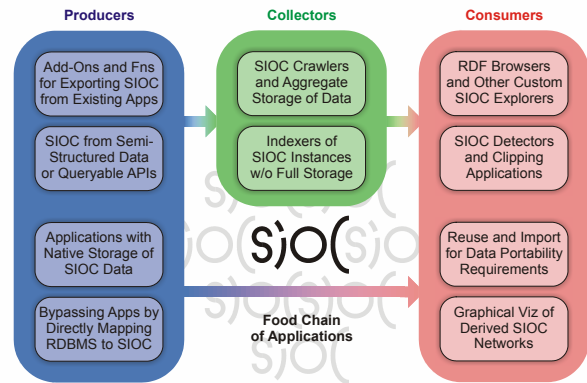 Producers
Add-Ons and Fns
for Exporting SIOC
from Existing Apps
SIOC from Semi-
Structured Data
or Queryable APIs
Applications with
Native Storage of
SIOC Data
Bypassing Apps by
Directly Mapping
RDBMS to SIOC
Collectors
SIOC Crawlers
and Aggregate
Storage of Data
Indexers of
SIOC Instances
w/o Full Storage
sioc
Food Chain
of Applications
Consumers
RDF Browsers
and Other Custom
SIOC Explorers
SIOC Detectors
and Clipping
Applications
Reuse and Import
for Data Portability
Requirements
Graphical Viz of
Derived SIOC
Networks